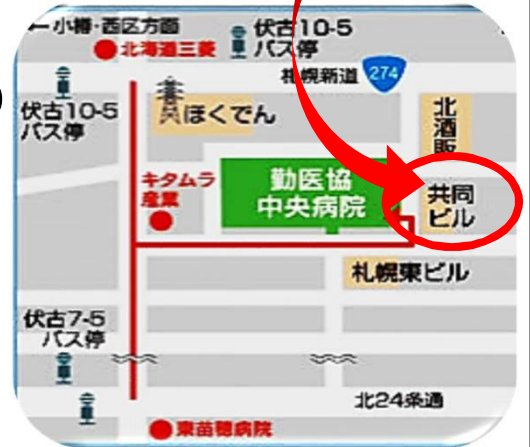 ←小樽・西区方面
伏古10-5
バス停
北海道三菱
札幌新道 274
伏古10-5
バス停
ほくでん
北酒販
キタムラ
産業
勤医協
中央病院
共同
ビル
札幌東ビル
伏古7-5
バス停
北24条通
東苗穂病院